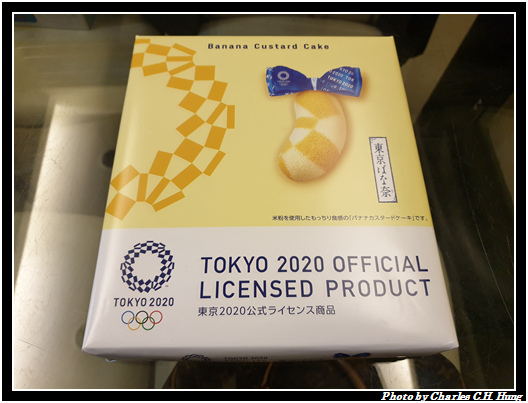 Banana Custard Cake
TOKYO 2020
東京ばな奈
米粉を使用したもっちり食感の「バナナカスタードケーキ」です。
TOKYO 2020
TOKYO 2020 OFFICIAL
LICENSED PRODUCT
東京2020公式ライセンス商品
Photo by Charles C.H. Hung